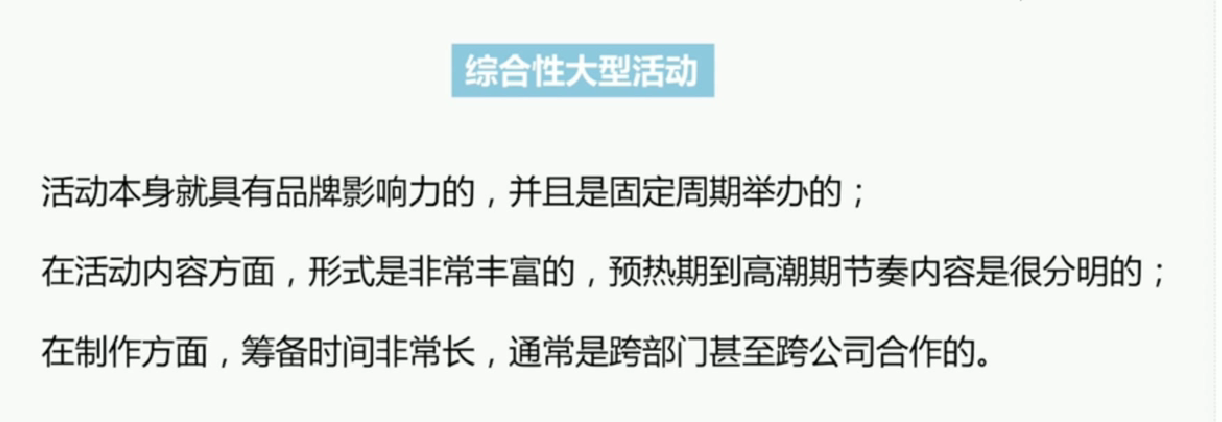 综合性大型活动
活动本身就具有品牌影响力的，并且是固定周期举办的；
在活动内容方面，形式是非常丰富的，预热期到高潮期节奏内容是很分明的；
在制作方面，筹备时间非常长，通常是跨部门甚至跨公司合作的。